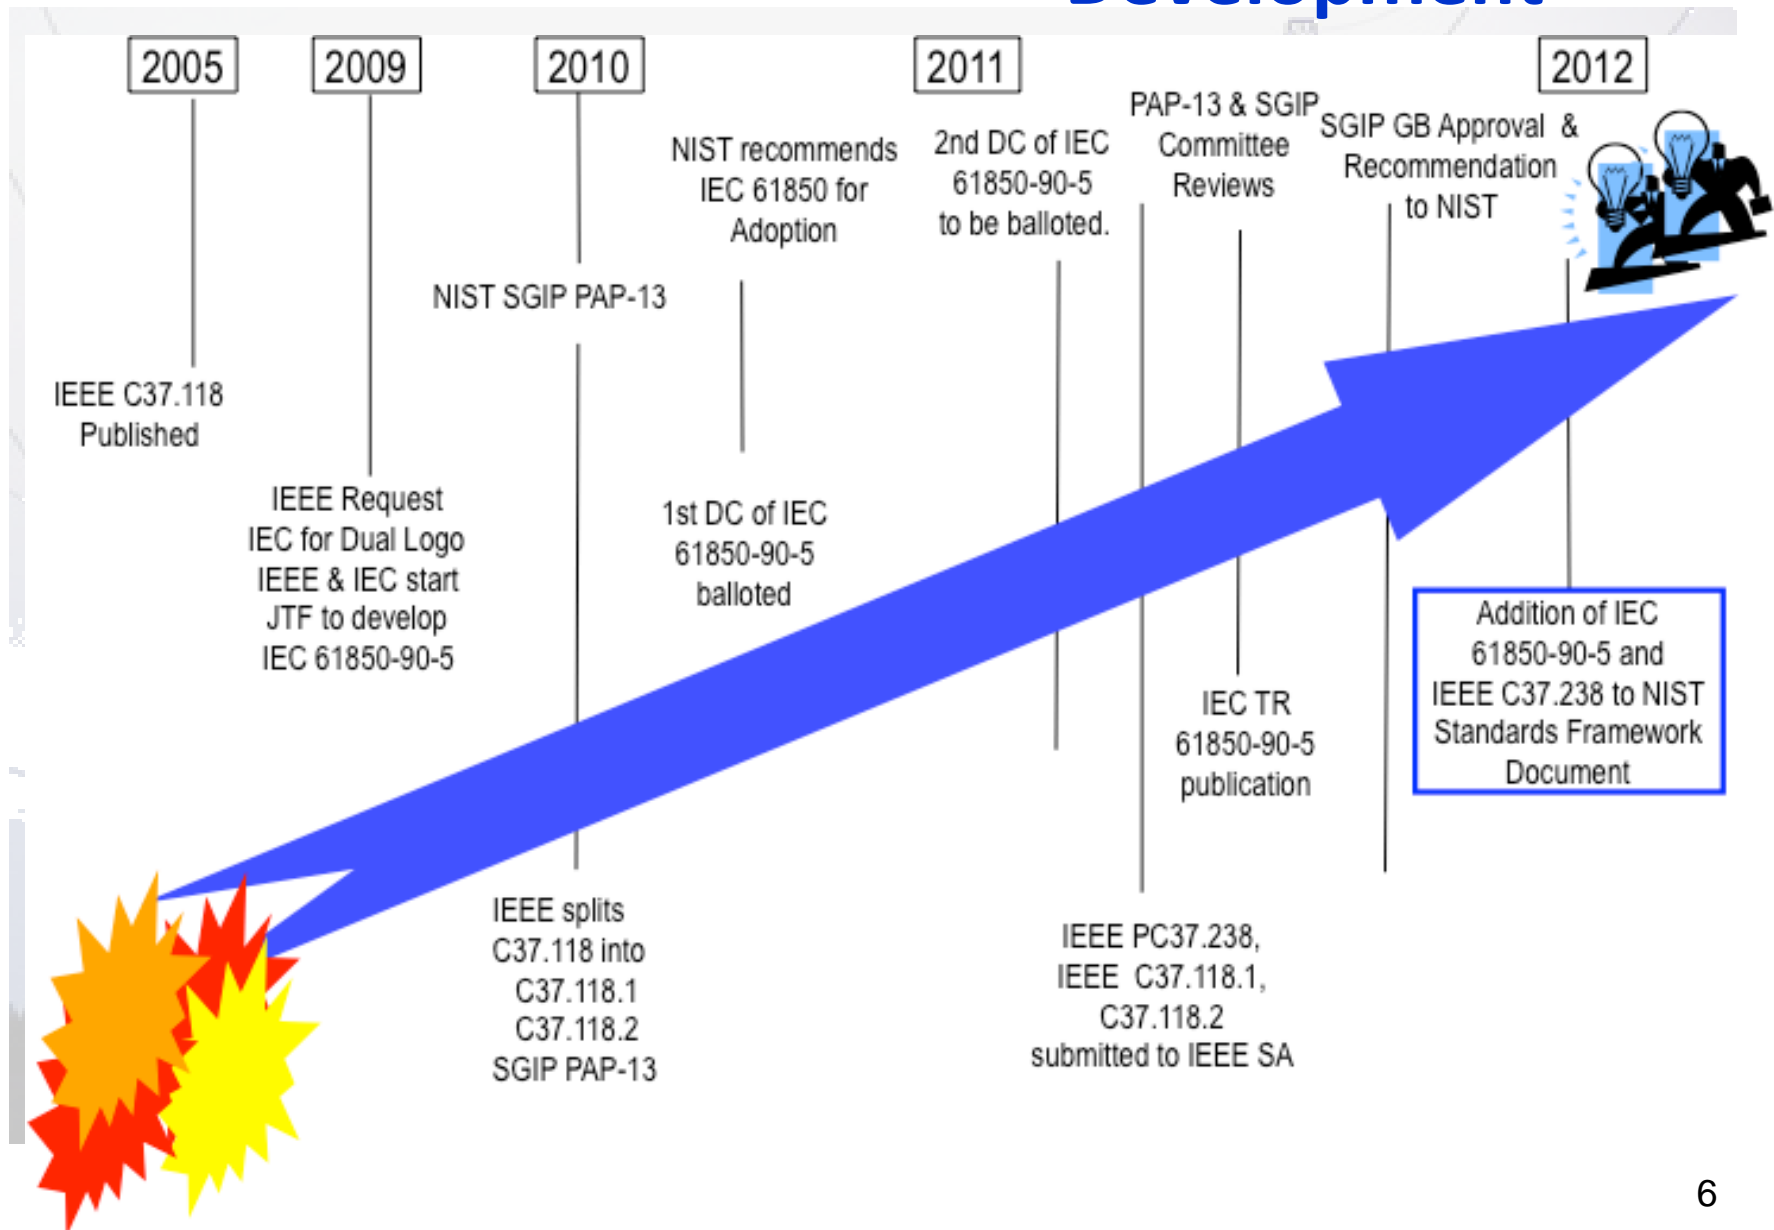 Development
2005
2009
2010
2011
2012
IEEE C37.118
Published
IEEE Request
IEC for Dual Logo
IEEE & IEC start
JTF to develop
IEC 61850-90-5
NIST SGIP PAP-13
IEEE splits
C37.118 into
C37.118.1
C37.118.2
SGIP PAP-13
NIST recommends
IEC 61850 for
Adoption
1st DC of IEC
61850-90-5
balloted
2nd DC of IEC
61850-90-5
to be balloted.
PAP-13 & SGIP
Committee
Reviews
IEEE PC37.238,
IEEE C37.118.1,
C37.118.2
submitted to IEEE SA
IEC TR
61850-90-5
publication
SGIP GB Approval &
Recommendation
to NIST
Addition of IEC
61850-90-5 and
IEEE C37.238 to NIST
Standards Framework
Document
6